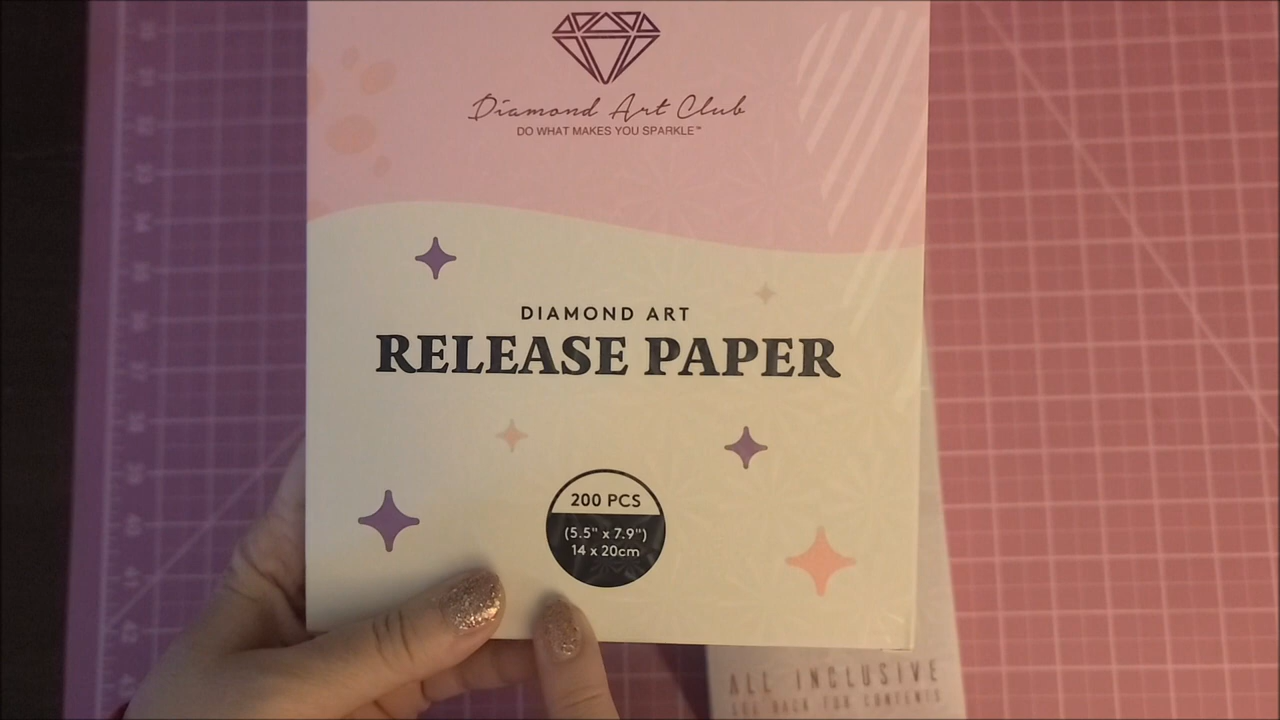 Diamond Art Club
DO WHAT MAKES YOU SPARKLE™
DIAMOND ART
RELEASE PAPER
200 PCS
(5.5" x 7.9")
14 x 20cm
ALL INCLUSIVE
SEE BACK FOR CONTENTS